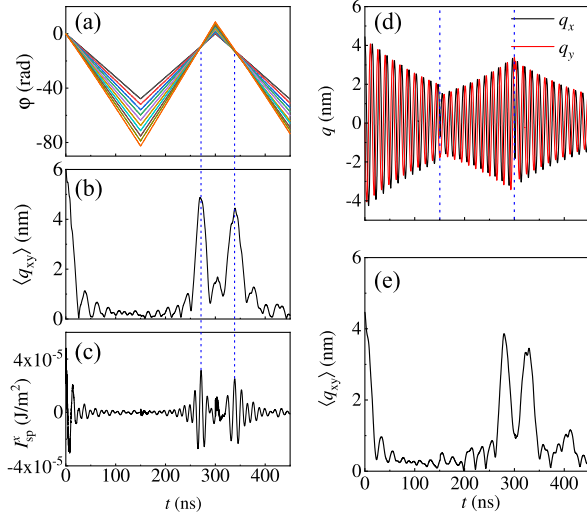 (a)
0
-40
-80
φ (rad)
(b)
6
4
2
0
⟨q_xy⟩ (nm)
(c)
4x10⁻⁵
0
-4x10⁻⁵
I^x_sp (J/m²)
0 100 200 300 400
t (ns)
(d)
q_x
q_y
6
4
2
0
-2
-4
q (nm)
(e)
6
4
2
0
⟨q_xy⟩ (nm)
0 100 200 300 400
t (ns)